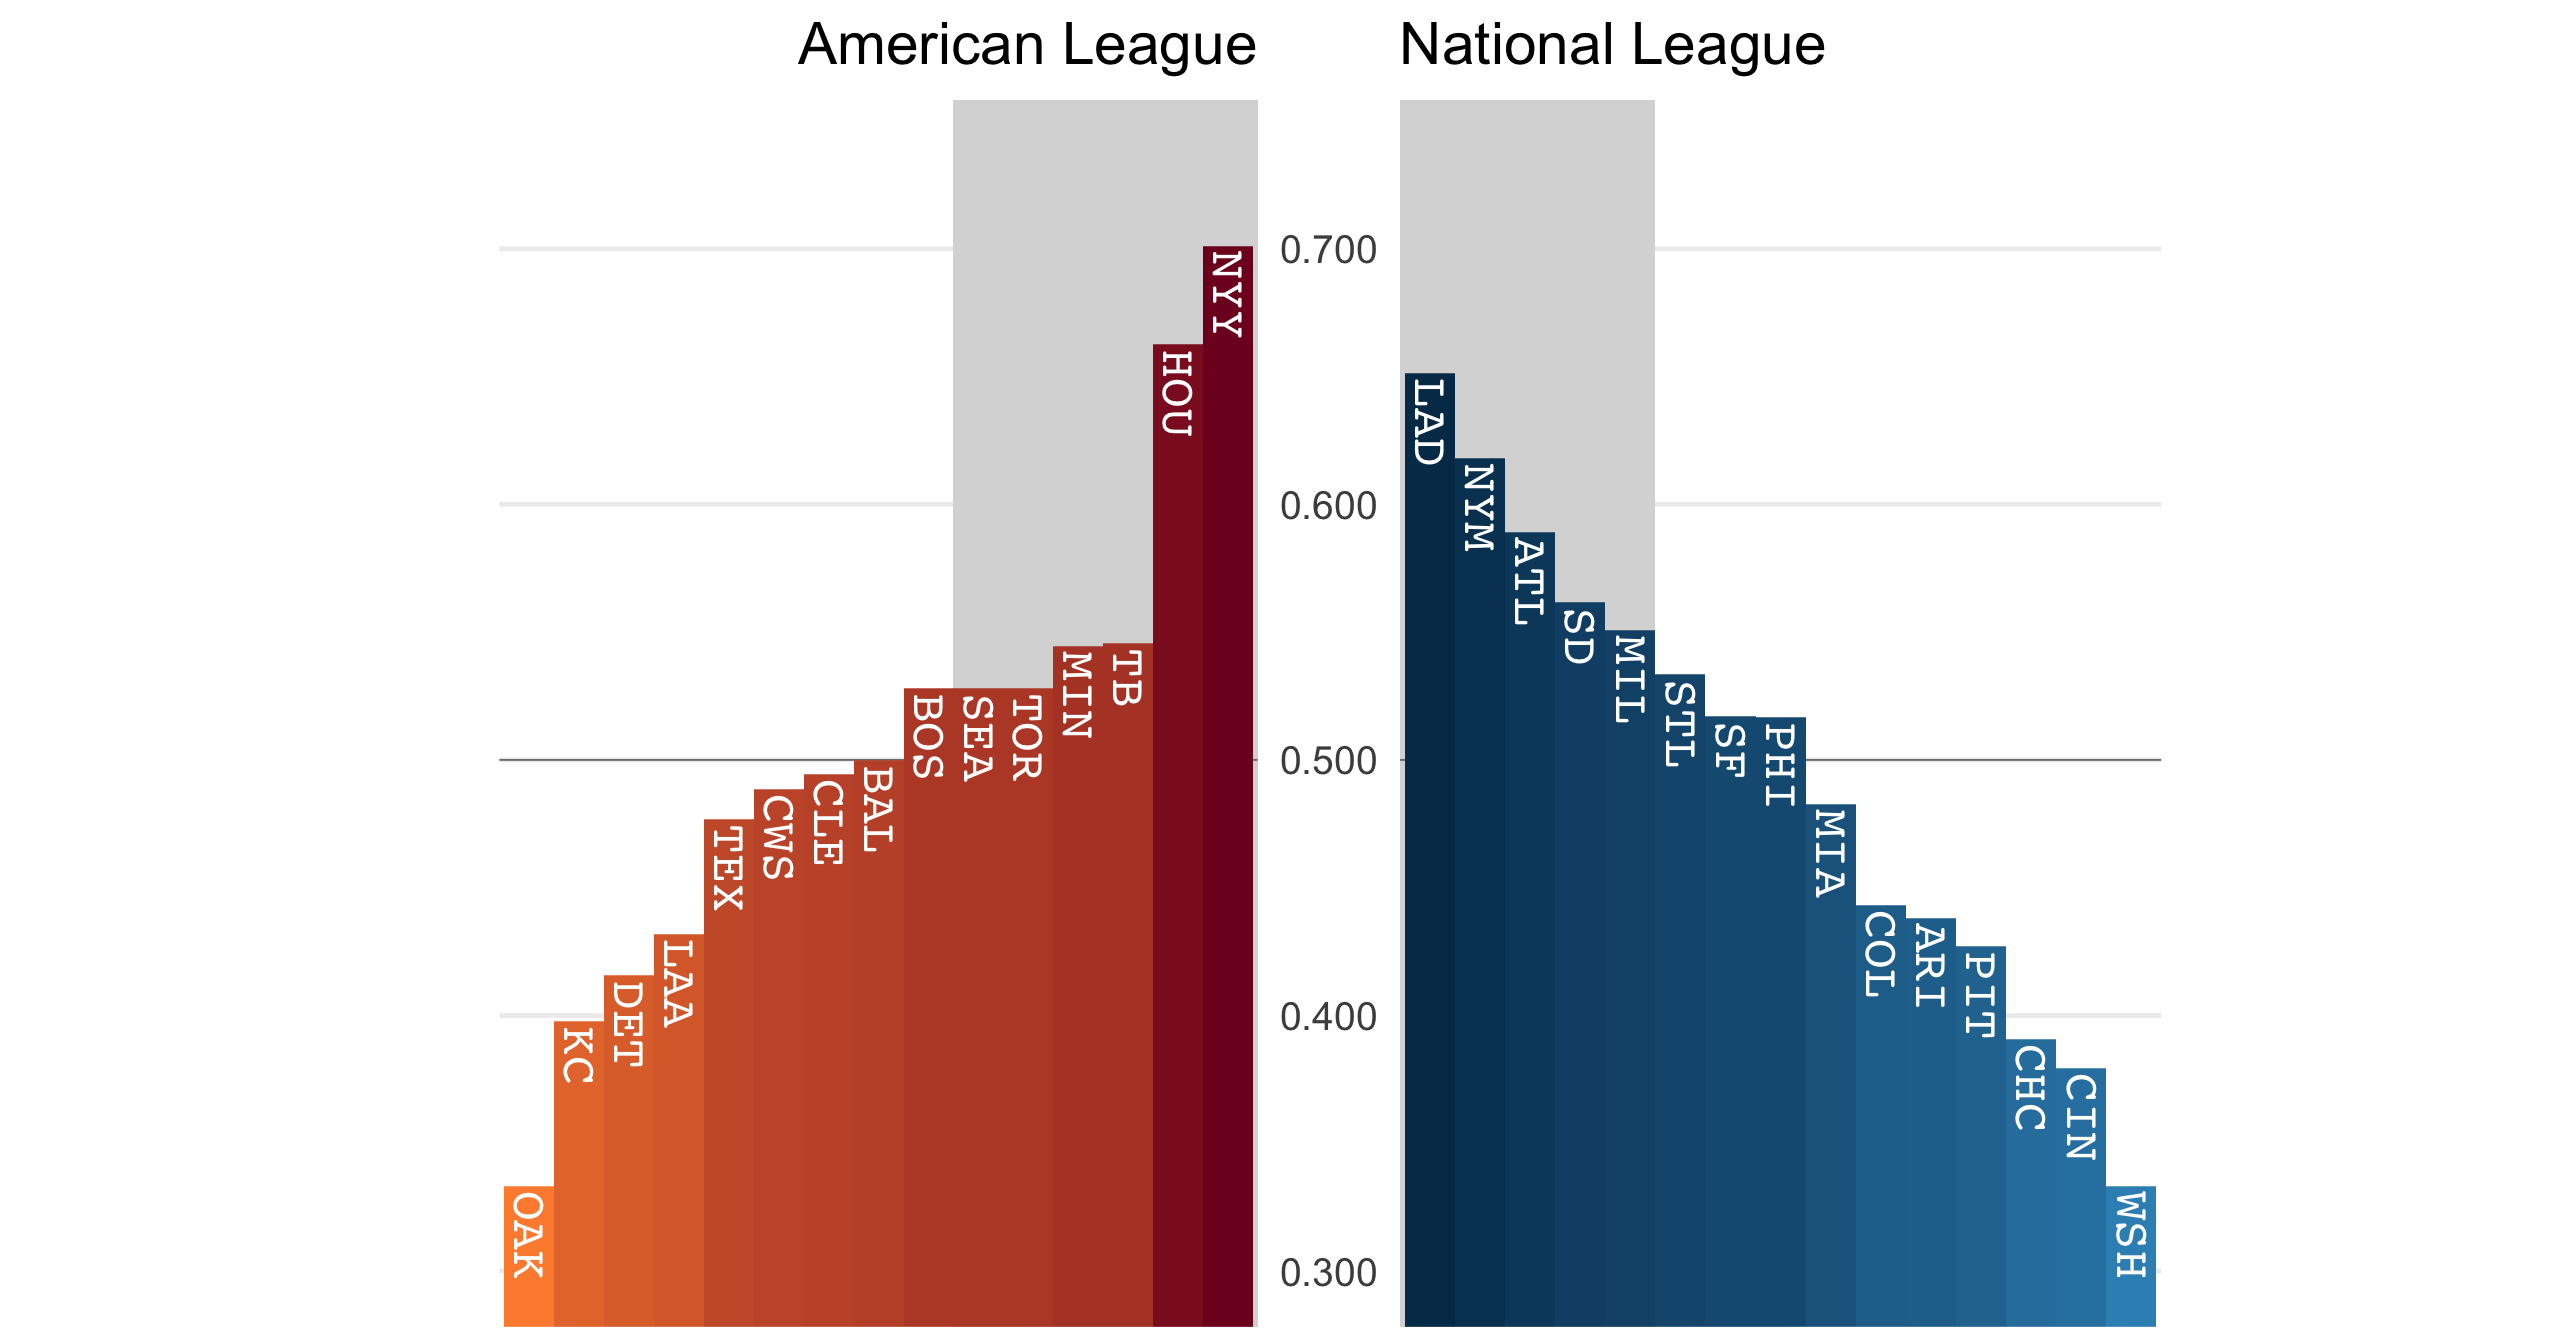 American League
National League
0.700
0.600
0.500
0.400
0.300
OAK
KC
DET
LAA
TEX
CWS
CLE
BAL
BOS
SEA
TOR
MIN
TB
HOU
NYY
LAD
NYM
ATL
SD
MIL
STL
SF
PHI
MIA
COL
ARI
PIT
CHC
CIN
WSH